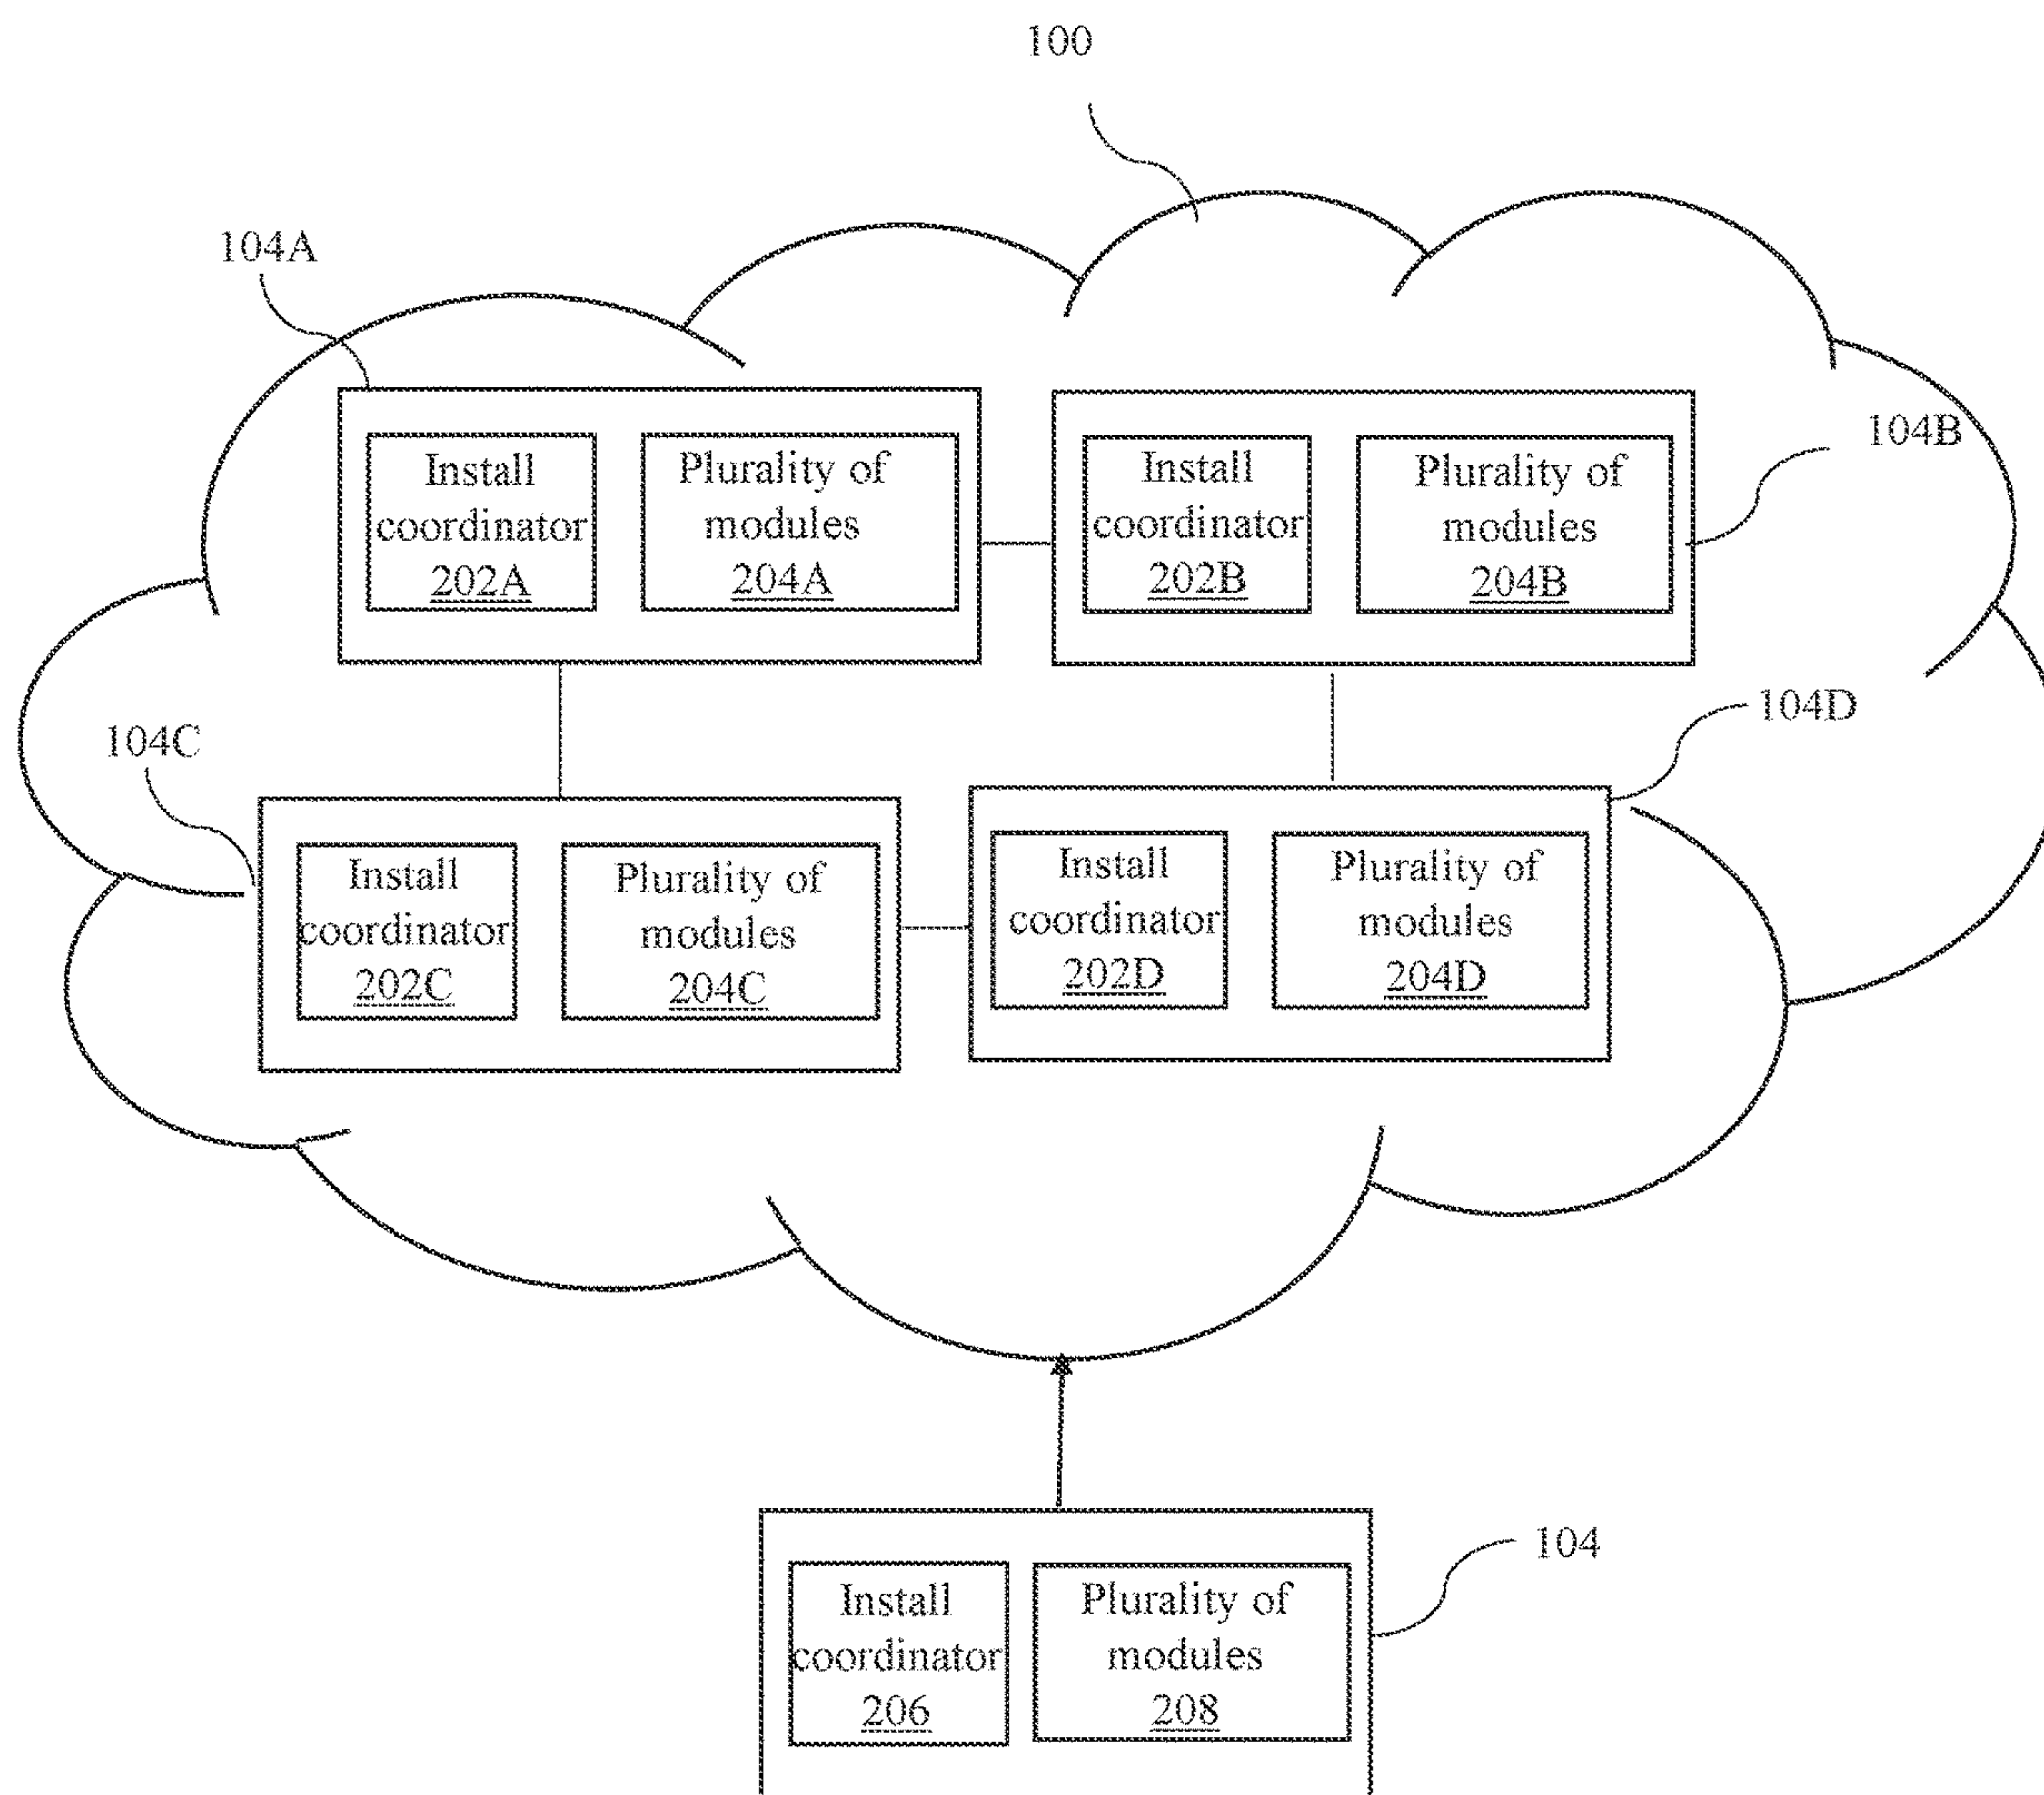 100
104A
Install
coordinator
202A
Plurality of
modules
204A
Install
coordinator
202B
Plurality of
modules
204B
104B
104C
104D
Install
coordinator
202C
Plurality of
modules
204C
Install
coordinator
202D
Plurality of
modules
204D
Install
coordinator
206
Plurality of
modules
208
104